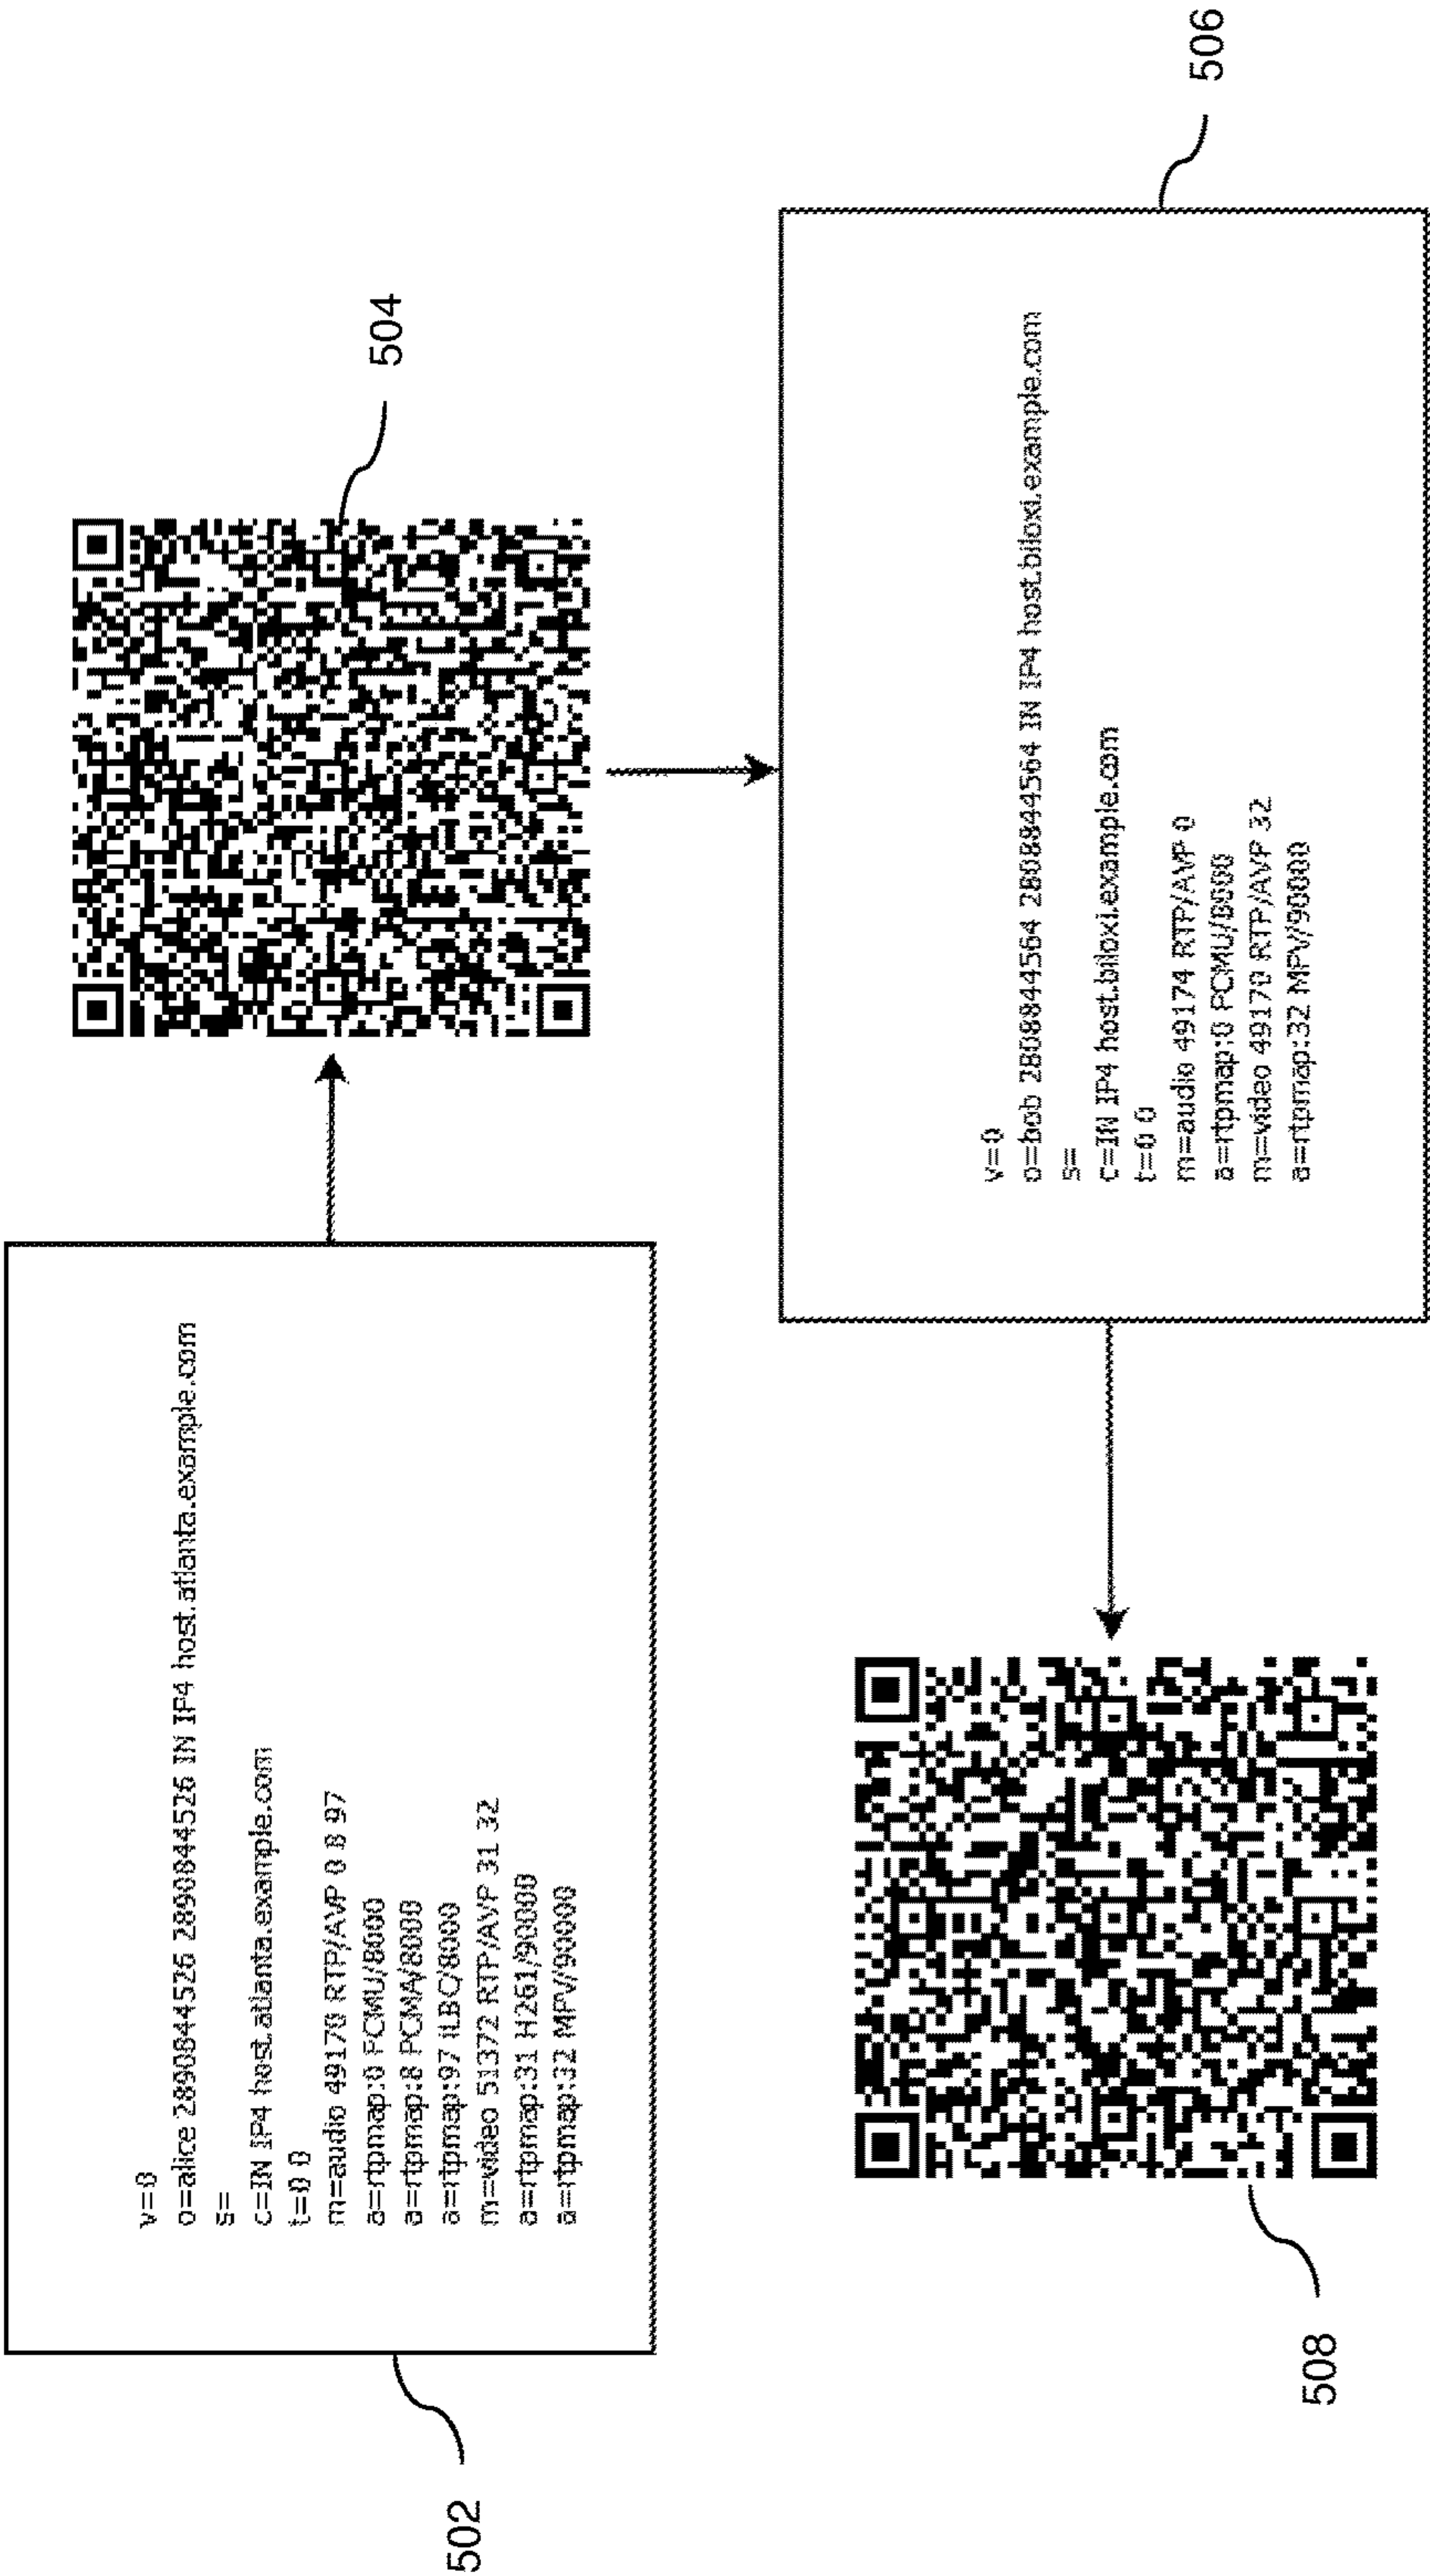 502
v=0
o=alice 2890844526 2890844526 IN IP4 host.atlanta.example.com
s=
c=IN IP4 host.atlanta.example.com
t=0 0
m=audio 49170 RTP/AVP 0 8 97
a=rtpmap:0 PCMU/8000
a=rtpmap:8 PCMA/8000
a=rtpmap:97 iLBC/8000
m=video 51372 RTP/AVP 31 32
a=rtpmap:31 H261/90000
a=rtpmap:32 MPV/90000
504
506
v=0
o=bob 2808844564 2808844564 IN IP4 host.biloxi.example.com
s=
c=IN IP4 host.biloxi.example.com
t=0 0
m=audio 49174 RTP/AVP 0
a=rtpmap:0 PCMU/8000
m=video 49170 RTP/AVP 32
a=rtpmap:32 MPV/90000
508